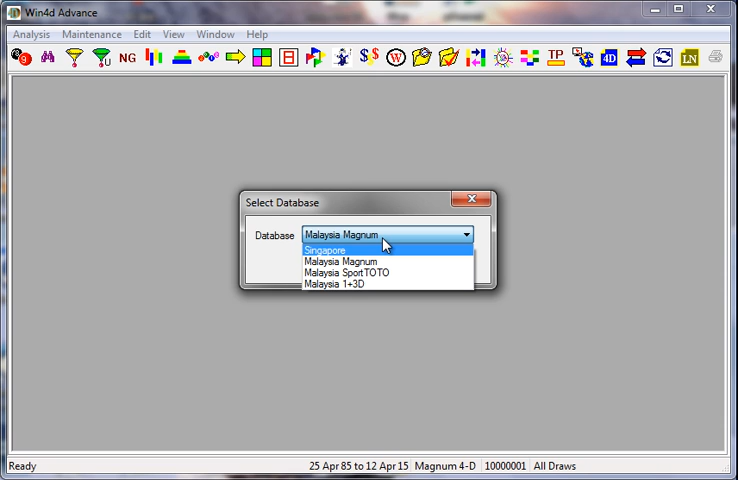 Win4d Advance
Analysis Maintenance Edit View Window Help
9 U NG $ $ W TP 4D LN
Select Database
Database Malaysia Magnum
Singapore
Malaysia Magnum
Malaysia SportTOTO
Malaysia 1+3D
Ready 25 Apr 85 to 12 Apr 15 Magnum 4-D 10000001 All Draws